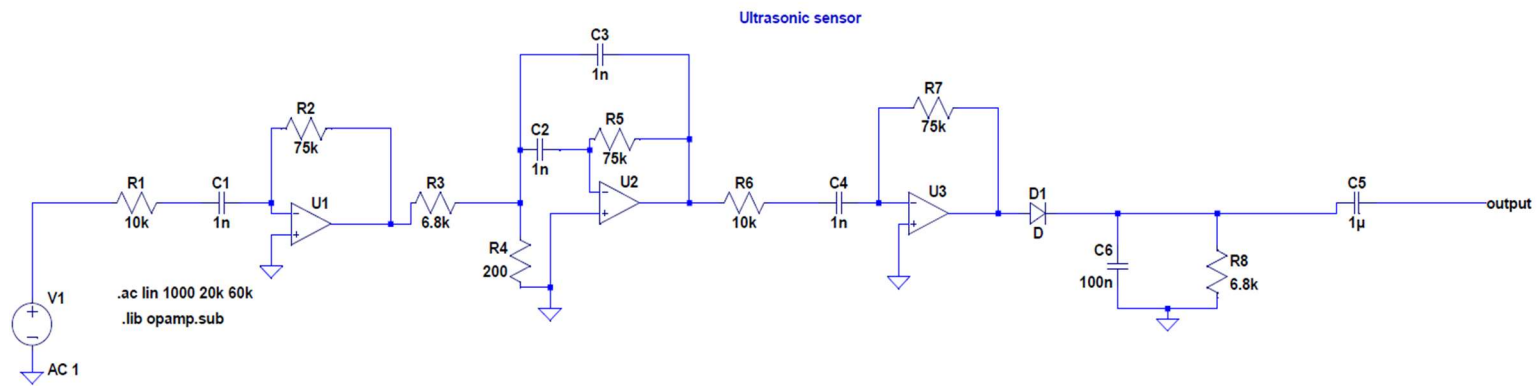 Ultrasonic sensor
C3
1n
R2
75k
C2
1n
R5
75k
R7
75k
R1
10k
C1
1n
U1
R3
6.8k
U2
R6
10k
C4
1n
U3
D1
D
C5
1µ
output
R4
200
C6
100n
R8
6.8k
.ac lin 1000 20k 60k
.lib opamp.sub
V1
AC 1